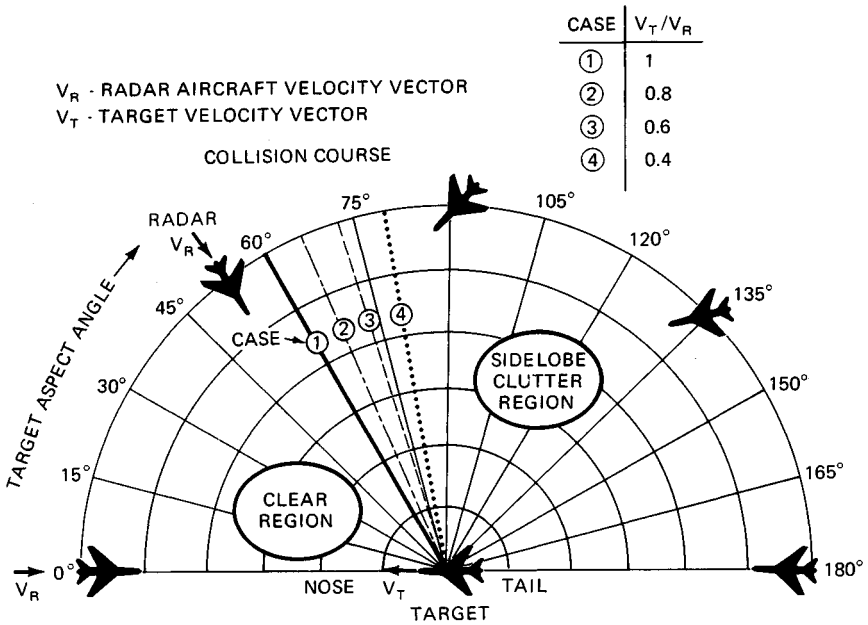 CASE V_T/V_R
① 1
② 0.8
③ 0.6
④ 0.4
V_R - RADAR AIRCRAFT VELOCITY VECTOR
V_T - TARGET VELOCITY VECTOR
COLLISION COURSE
RADAR
V_R
TARGET ASPECT ANGLE
0°
15°
30°
45°
60°
75°
105°
120°
135°
150°
165°
180°
CASE ① ② ③ ④
SIDELOBE
CLUTTER
REGION
CLEAR
REGION
V_R
NOSE V_T TAIL
TARGET